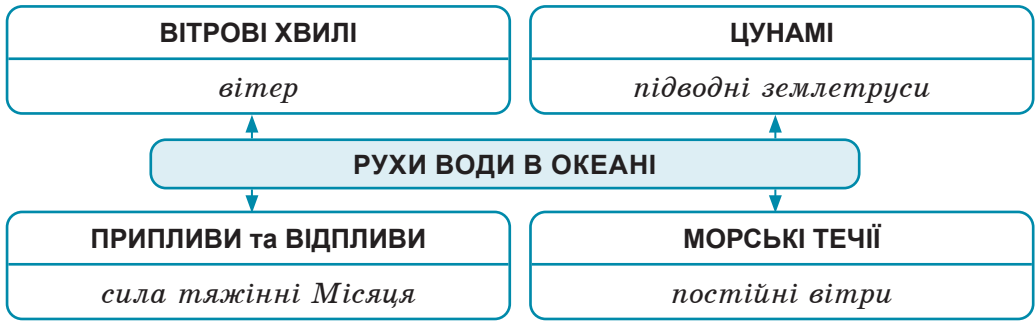 ВІТРОВІ ХВИЛІ
вітер
ЦУНАМІ
підводні землетруси
РУХИ ВОДИ В ОКЕАНІ
ПРИПЛИВИ та ВІДПЛИВИ
сила тяжінні Місяця
МОРСЬКІ ТЕЧІЇ
постійні вітри